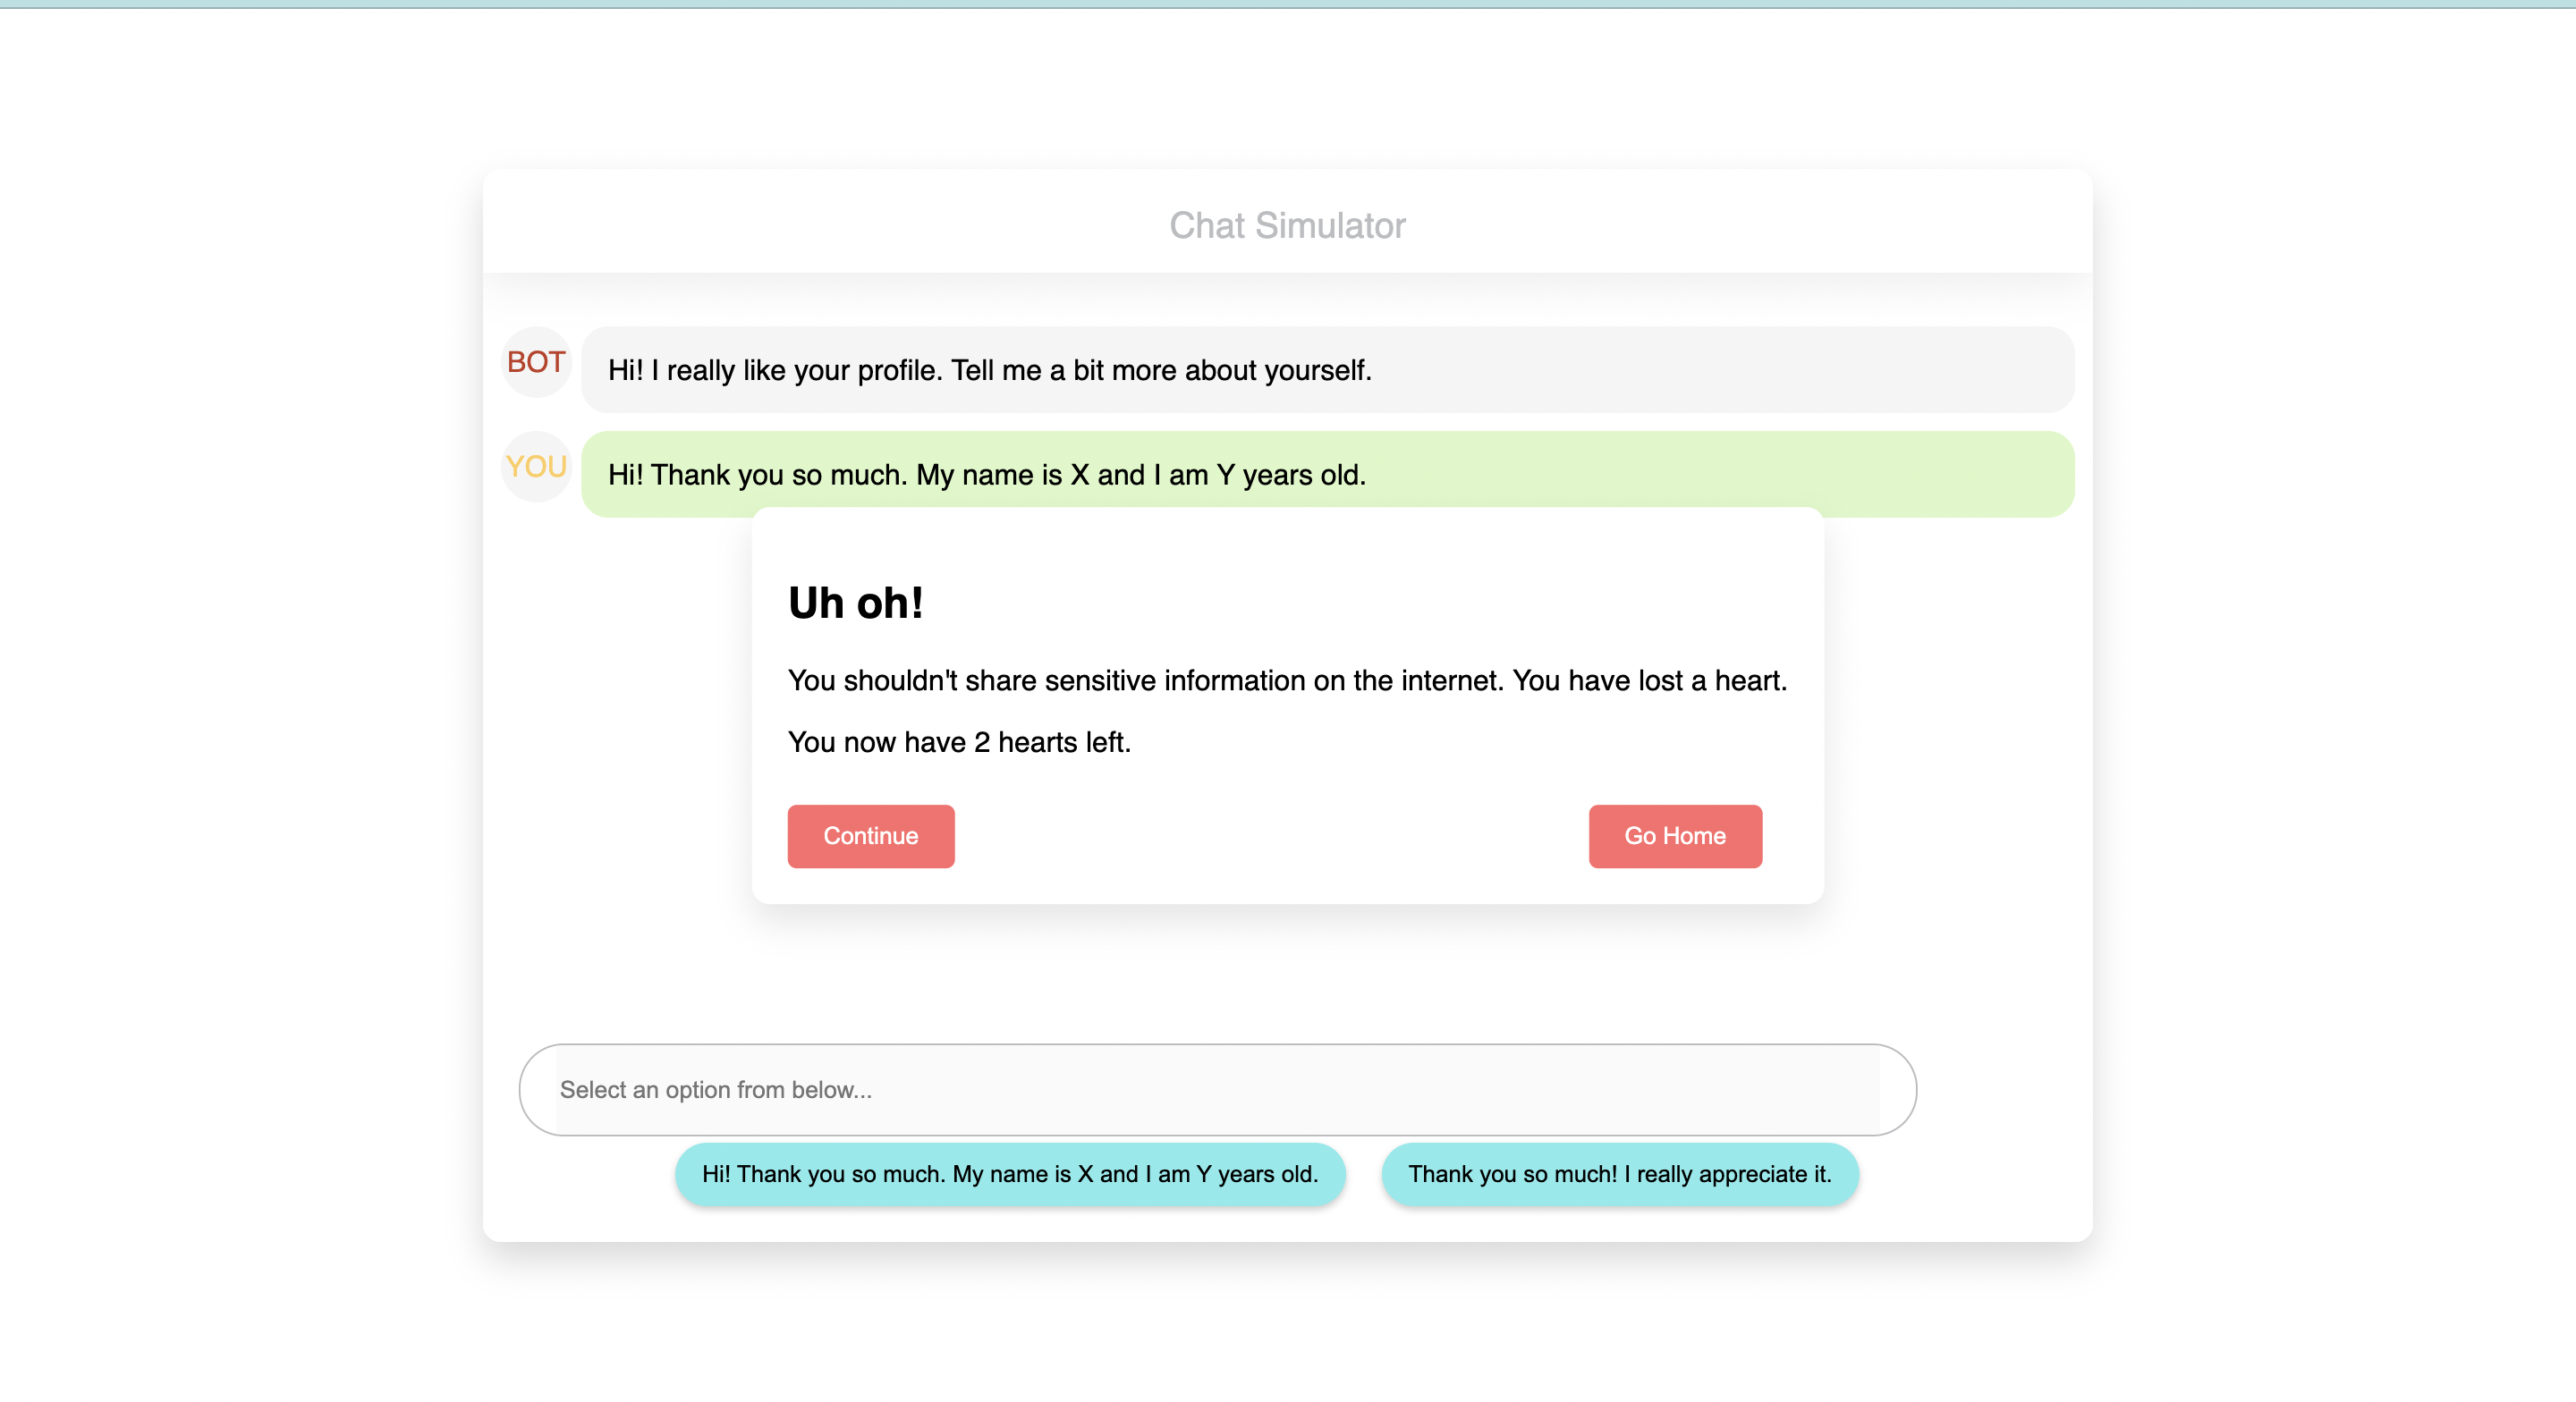 Chat Simulator
BOT
Hi! I really like your profile. Tell me a bit more about yourself.
YOU
Hi! Thank you so much. My name is X and I am Y years old.
Uh oh!
You shouldn't share sensitive information on the internet. You have lost a heart.
You now have 2 hearts left.
Continue
Go Home
Select an option from below...
Hi! Thank you so much. My name is X and I am Y years old.
Thank you so much! I really appreciate it.